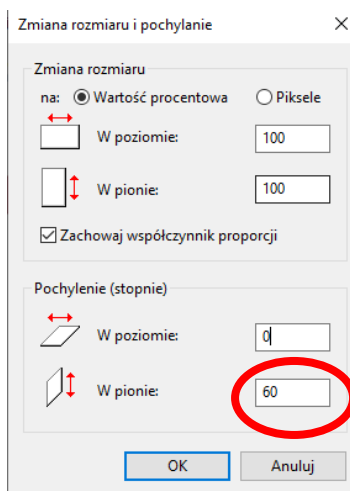 Zmiana rozmiaru i pochylanie
Zmiana rozmiaru
na: Wartość procentowa Piksele
W poziomie: 100
W pionie: 100
Zachowaj współczynnik proporcji
Pochylenie (stopnie)
W poziomie: 0
W pionie: 60
OK Anuluj